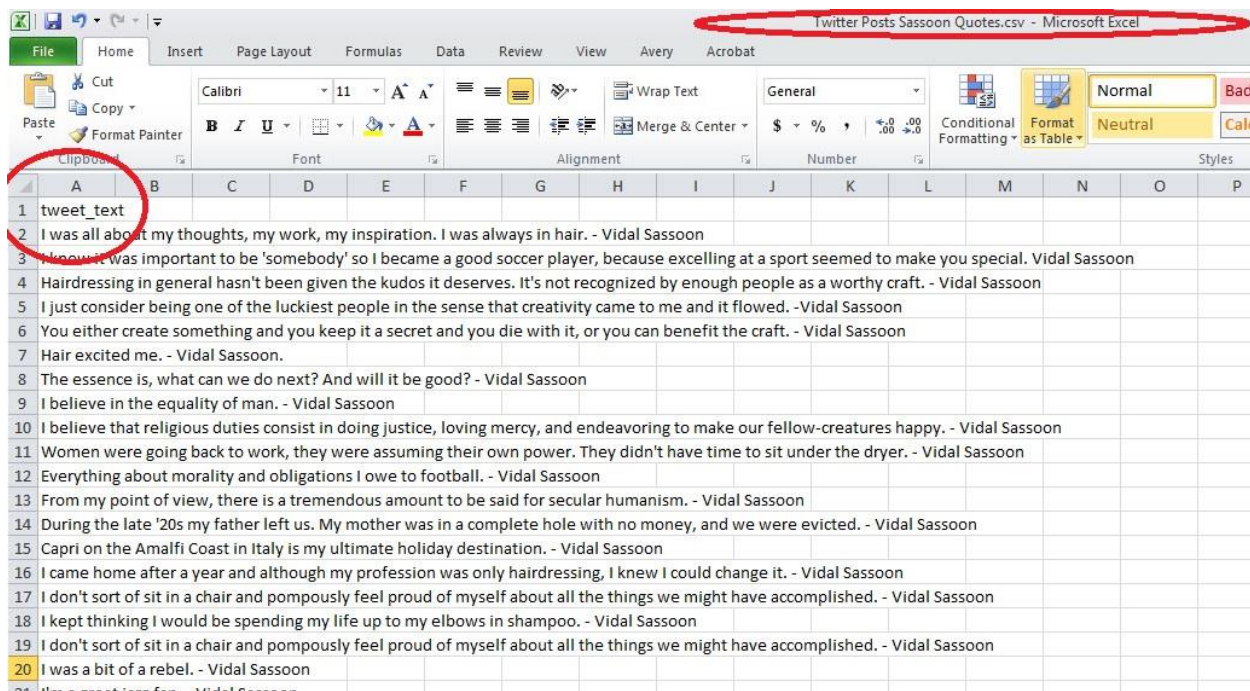 Twitter Posts Sassoon Quotes.csv - Microsoft Excel
File Home Insert Page Layout Formulas Data Review View Avery Acrobat
Paste
Cut
Copy
Format Painter
Clipboard
Calibri 11 A A
B I U A
Font
Wrap Text
Merge & Center
Alignment
General
$ % , .00 .00
Number
Conditional Formatting
Format as Table
Normal Bad
Neutral
Styles
A B C D E F G H I J K L M N O P
1 tweet_text
2 I was all about my thoughts, my work, my inspiration. I was always in hair. - Vidal Sassoon
3 I know it was important to be 'somebody' so I became a good soccer player, because excelling at a sport seemed to make you special. Vidal Sassoon
4 Hairdressing in general hasn't been given the kudos it deserves. It's not recognized by enough people as a worthy craft. - Vidal Sassoon
5 I just consider being one of the luckiest people in the sense that creativity came to me and it flowed. -Vidal Sassoon
6 You either create something and you keep it a secret and you die with it, or you can benefit the craft. - Vidal Sassoon
7 Hair excited me. - Vidal Sassoon.
8 The essence is, what can we do next? And will it be good? - Vidal Sassoon
9 I believe in the equality of man. - Vidal Sassoon
10 I believe that religious duties consist in doing justice, loving mercy, and endeavoring to make our fellow-creatures happy. - Vidal Sassoon
11 Women were going back to work, they were assuming their own power. They didn't have time to sit under the dryer. - Vidal Sassoon
12 Everything about morality and obligations I owe to football. - Vidal Sassoon
13 From my point of view, there is a tremendous amount to be said for secular humanism. - Vidal Sassoon
14 During the late '20s my father left us. My mother was in a complete hole with no money, and we were evicted. - Vidal Sassoon
15 Capri on the Amalfi Coast in Italy is my ultimate holiday destination. - Vidal Sassoon
16 I came home after a year and although my profession was only hairdressing, I knew I could change it. - Vidal Sassoon
17 I don't sort of sit in a chair and pompously feel proud of myself about all the things we might have accomplished. - Vidal Sassoon
18 I kept thinking I would be spending my life up to my elbows in shampoo. - Vidal Sassoon
19 I don't sort of sit in a chair and pompously feel proud of myself about all the things we might have accomplished. - Vidal Sassoon
20 I was a bit of a rebel. - Vidal Sassoon